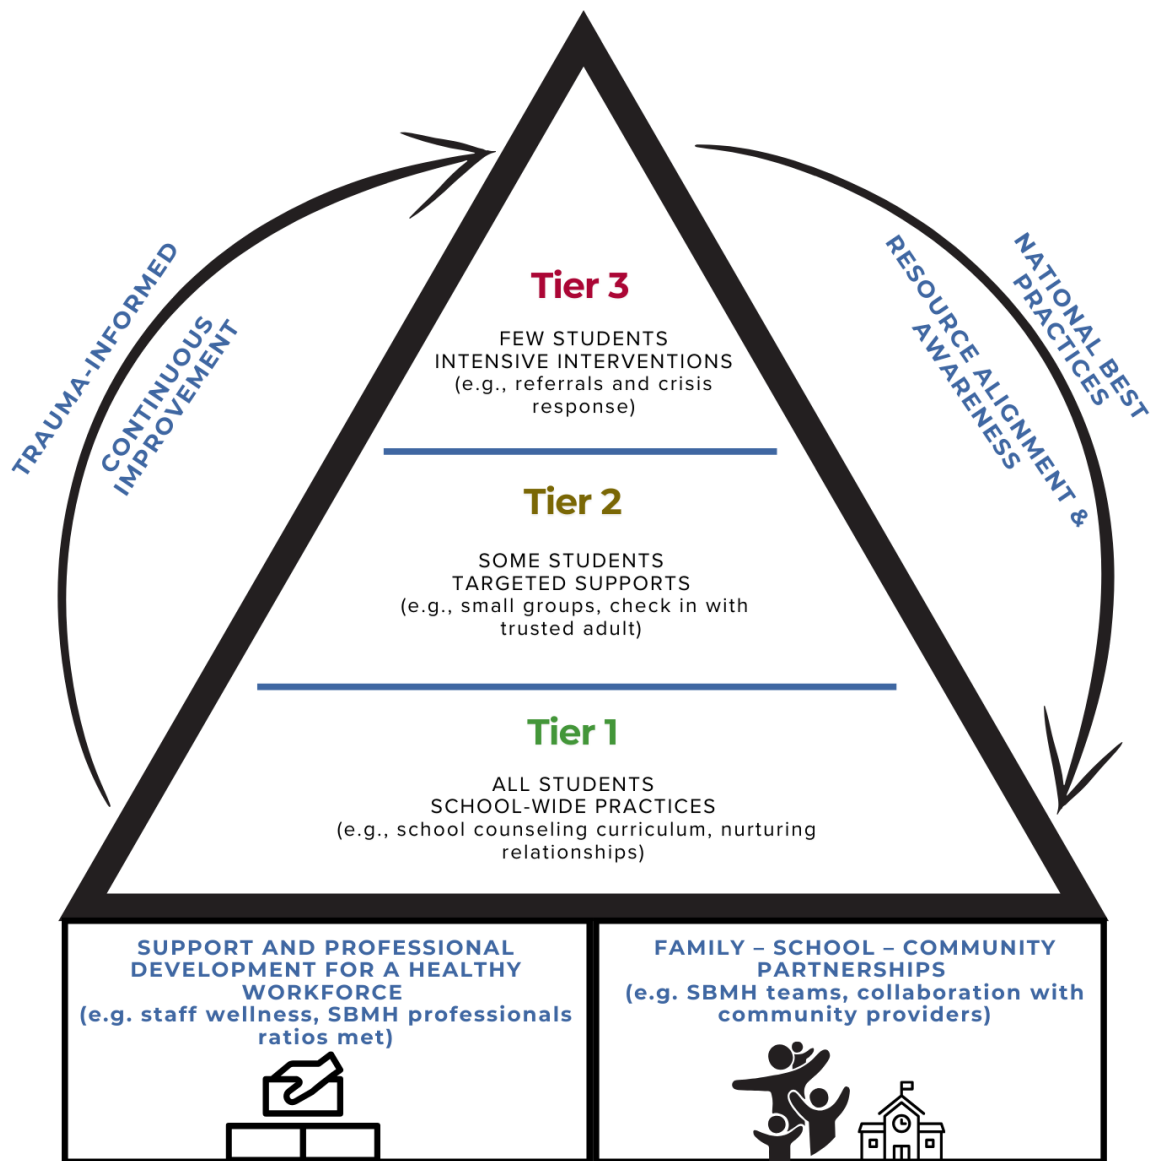 Tier 3
FEW STUDENTS
INTENSIVE INTERVENTIONS
(e.g., referrals and crisis
response)
TRAUMA-INFORMED
CONTINUOUS
IMPROVEMENT
NATIONAL BEST
PRACTICES
RESOURCE ALIGNMENT &
AWARENESS
Tier 2
SOME STUDENTS
TARGETED SUPPORTS
(e.g., small groups, check in with
trusted adult)
Tier 1
ALL STUDENTS
SCHOOL-WIDE PRACTICES
(e.g., school counseling curriculum, nurturing
relationships)
SUPPORT AND PROFESSIONAL
DEVELOPMENT FOR A HEALTHY
WORKFORCE
(e.g. staff wellness, SBMH professionals
ratios met)
FAMILY – SCHOOL – COMMUNITY
PARTNERSHIPS
(e.g. SBMH teams, collaboration with
community providers)